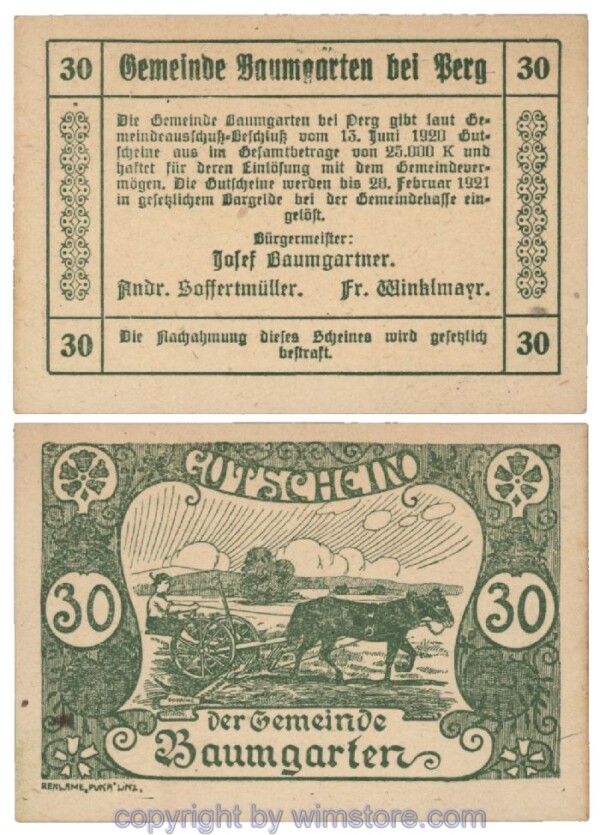 30 Gemeinde Baumgarten bei Perg 30
Die Gemeinde Baumgarten bei Perg gibt laut Ge-
meindeausschuß-Beschluß vom 13. Juni 1920 Gut-
scheine aus im Gesamtbetrage von 25.000 K und
haftet für deren Einlösung mit dem Gemeindever-
mögen. Die Gutscheine werden bis 28. Februar 1921
in gesetzlichem Bargelde bei der Gemeindekasse ein-
gelöst.
Bürgermeister:
Josef Baumgartner.
Andr. Hoffertmüller. Fr. Winklmayr.
30 Die Nachahmung dieses Scheines wird gesetzlich 30
bestraft.
GUTSCHEIN
30 30
der Gemeinde
Baumgarten
REKLAME „PUKA" LINZ.
copyright by wimstore.com